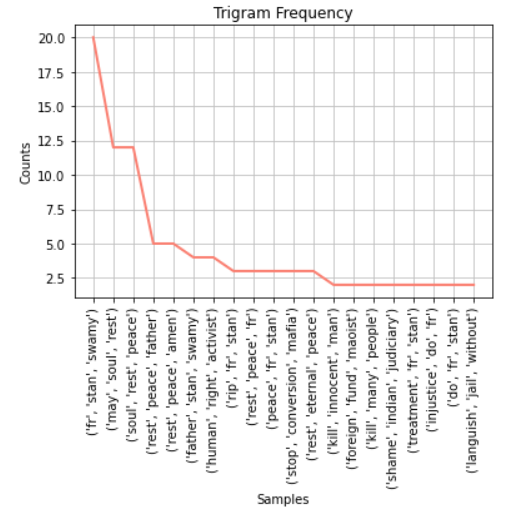 Trigram Frequency
20.0
17.5
15.0
12.5
10.0
7.5
5.0
2.5
Counts
('fr', 'stan', 'swamy')
('may', 'soul', 'rest')
('soul', 'rest', 'peace')
('rest', 'peace', 'father')
('rest', 'peace', 'amen')
('father', 'stan', 'swamy')
('human', 'right', 'activist')
('rip', 'fr', 'stan')
('rest', 'peace', 'fr')
('peace', 'fr', 'stan')
('stop', 'conversion', 'mafia')
('rest', 'eternal', 'peace')
('kill', 'innocent', 'man')
('foreign', 'fund', 'maoist')
('kill', 'many', 'people')
('shame', 'indian', 'judiciary')
('treatment', 'fr', 'stan')
('injustice', 'do', 'fr')
('do', 'fr', 'stan')
('languish', 'jail', 'without')
Samples